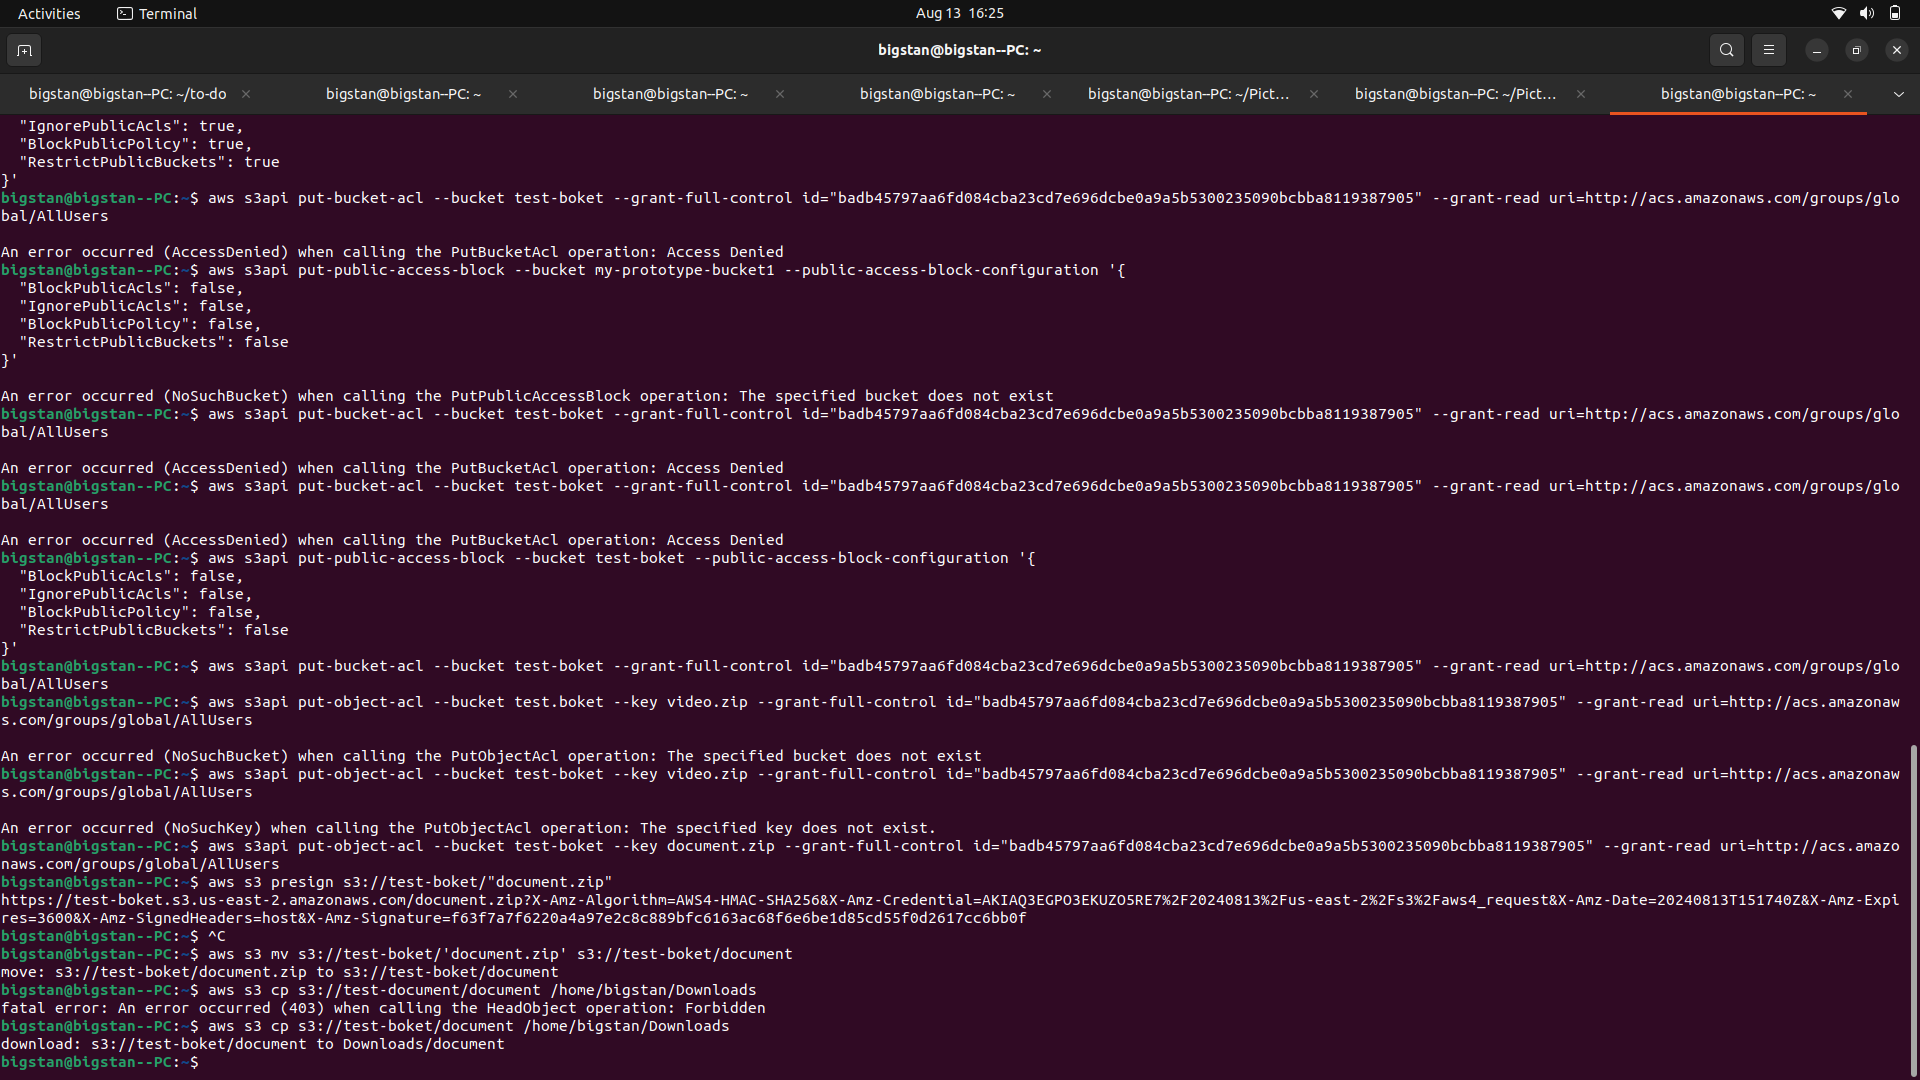 Activities
Terminal
Aug 13 16:25
bigstan@bigstan--PC: ~
bigstan@bigstan--PC: ~/to-do
bigstan@bigstan--PC: ~
bigstan@bigstan--PC: ~
bigstan@bigstan--PC: ~
bigstan@bigstan--PC: ~/Pict...
bigstan@bigstan--PC: ~/Pict...
bigstan@bigstan--PC: ~
"IgnorePublicAcls": true,
"BlockPublicPolicy": true,
"RestrictPublicBuckets": true
}'
bigstan@bigstan--PC:~$ aws s3api put-bucket-acl --bucket test-boket --grant-full-control id="badb45797aa6fd084cba23cd7e696dcbe0a9a5b5300235090bcbba8119387905" --grant-read uri=http://acs.amazonaws.com/groups/glo
bal/AllUsers
An error occurred (AccessDenied) when calling the PutBucketAcl operation: Access Denied
bigstan@bigstan--PC:~$ aws s3api put-public-access-block --bucket my-prototype-bucket1 --public-access-block-configuration '{
"BlockPublicAcls": false,
"IgnorePublicAcls": false,
"BlockPublicPolicy": false,
"RestrictPublicBuckets": false
}'
An error occurred (NoSuchBucket) when calling the PutPublicAccessBlock operation: The specified bucket does not exist
bigstan@bigstan--PC:~$ aws s3api put-bucket-acl --bucket test-boket --grant-full-control id="badb45797aa6fd084cba23cd7e696dcbe0a9a5b5300235090bcbba8119387905" --grant-read uri=http://acs.amazonaws.com/groups/glo
bal/AllUsers
An error occurred (AccessDenied) when calling the PutBucketAcl operation: Access Denied
bigstan@bigstan--PC:~$ aws s3api put-bucket-acl --bucket test-boket --grant-full-control id="badb45797aa6fd084cba23cd7e696dcbe0a9a5b5300235090bcbba8119387905" --grant-read uri=http://acs.amazonaws.com/groups/glo
bal/AllUsers
An error occurred (AccessDenied) when calling the PutBucketAcl operation: Access Denied
bigstan@bigstan--PC:~$ aws s3api put-public-access-block --bucket test-boket --public-access-block-configuration '{
"BlockPublicAcls": false,
"IgnorePublicAcls": false,
"BlockPublicPolicy": false,
"RestrictPublicBuckets": false
}'
bigstan@bigstan--PC:~$ aws s3api put-bucket-acl --bucket test-boket --grant-full-control id="badb45797aa6fd084cba23cd7e696dcbe0a9a5b5300235090bcbba8119387905" --grant-read uri=http://acs.amazonaws.com/groups/glo
bal/AllUsers
bigstan@bigstan--PC:~$ aws s3api put-object-acl --bucket test.boket --key video.zip --grant-full-control id="badb45797aa6fd084cba23cd7e696dcbe0a9a5b5300235090bcbba8119387905" --grant-read uri=http://acs.amazonaw
s.com/groups/global/AllUsers
An error occurred (NoSuchBucket) when calling the PutObjectAcl operation: The specified bucket does not exist
bigstan@bigstan--PC:~$ aws s3api put-object-acl --bucket test-boket --key video.zip --grant-full-control id="badb45797aa6fd084cba23cd7e696dcbe0a9a5b5300235090bcbba8119387905" --grant-read uri=http://acs.amazonaw
s.com/groups/global/AllUsers
An error occurred (NoSuchKey) when calling the PutObjectAcl operation: The specified key does not exist.
bigstan@bigstan--PC:~$ aws s3api put-object-acl --bucket test-boket --key document.zip --grant-full-control id="badb45797aa6fd084cba23cd7e696dcbe0a9a5b5300235090bcbba8119387905" --grant-read uri=http://acs.amazo
naws.com/groups/global/AllUsers
bigstan@bigstan--PC:~$ aws s3 presign s3://test-boket/"document.zip"
https://test-boket.s3.us-east-2.amazonaws.com/document.zip?X-Amz-Algorithm=AWS4-HMAC-SHA256&X-Amz-Credential=AKIAQ3EGPO3EKUZO5RE7%2F20240813%2Fus-east-2%2Fs3%2Faws4_request&X-Amz-Date=20240813T151740Z&X-Amz-Expi
res=3600&X-Amz-SignedHeaders=host&X-Amz-Signature=f63f7a7f6220a4a97e2c8c889bfc6163ac68f6e6be1d85cd55f0d2617cc6bb0f
bigstan@bigstan--PC:~$ ^C
bigstan@bigstan--PC:~$ aws s3 mv s3://test-boket/'document.zip' s3://test-boket/document
move: s3://test-boket/document.zip to s3://test-boket/document
bigstan@bigstan--PC:~$ aws s3 cp s3://test-document/document /home/bigstan/Downloads
fatal error: An error occurred (403) when calling the HeadObject operation: Forbidden
bigstan@bigstan--PC:~$ aws s3 cp s3://test-boket/document /home/bigstan/Downloads
download: s3://test-boket/document to Downloads/document
bigstan@bigstan--PC:~$